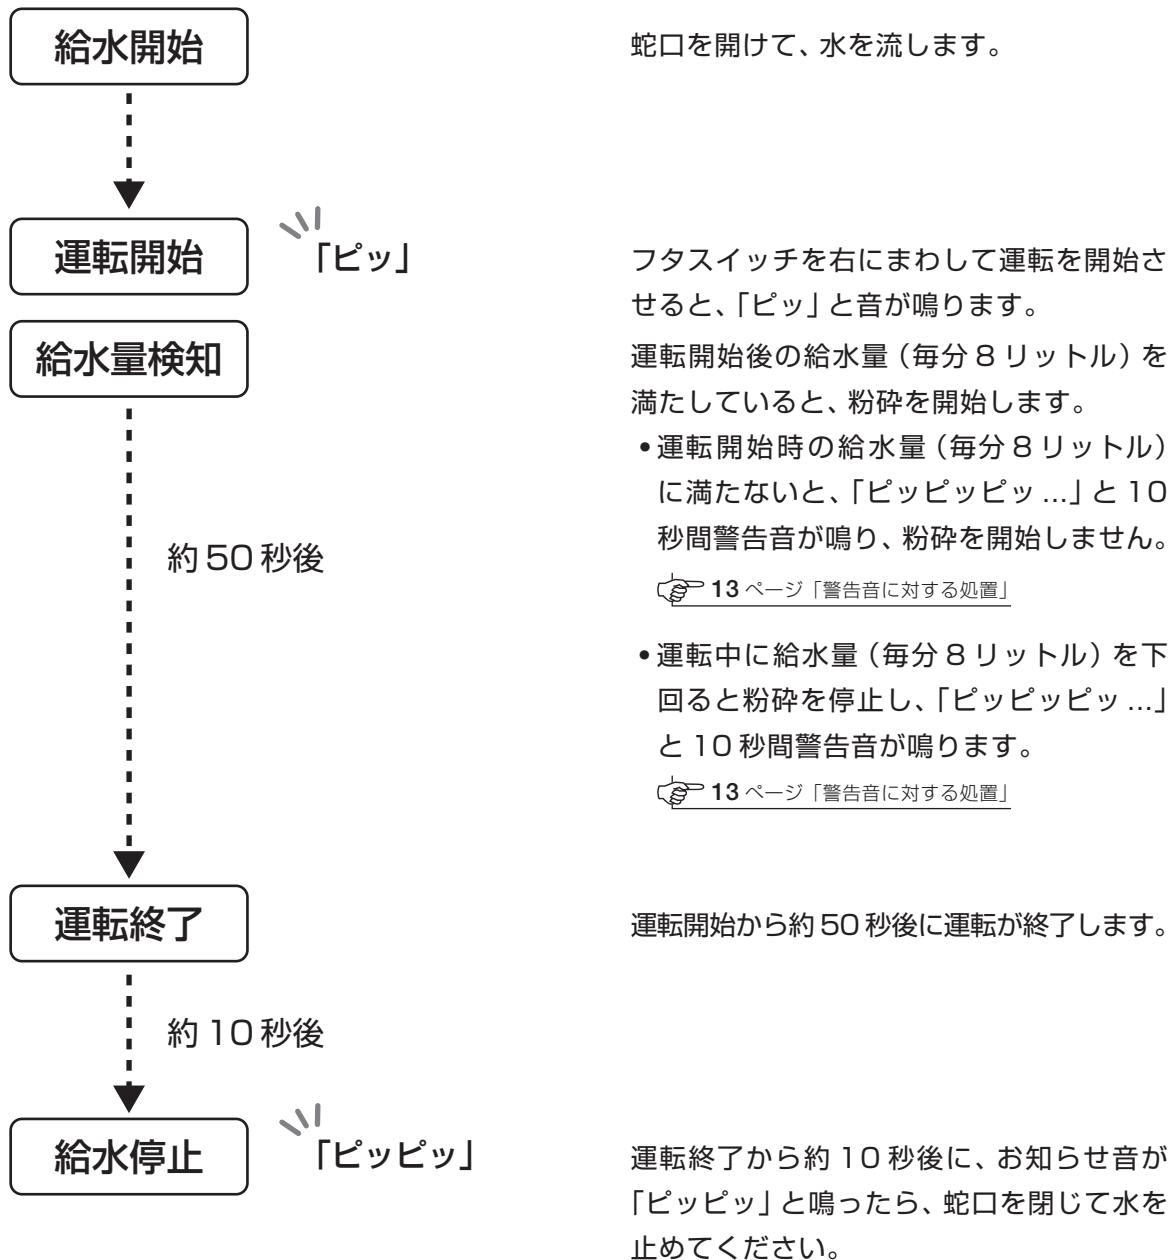 給水開始
蛇口を開けて、水を流します。
運転開始
「ピッ」
フタスイッチを右にまわして運転を開始さ
せると、「ピッ」と音が鳴ります。
給水量検知
運転開始後の給水量（毎分８リットル）を
満たしていると、粉砕を開始します。
•運転開始時の給水量（毎分８リットル）
に満たないと、「ピッピッピッ ...」と 10
秒間警告音が鳴り、粉砕を開始しません。
13 ページ「警告音に対する処置」
約 50 秒後
•運転中に給水量（毎分８リットル）を下
回ると粉砕を停止し、「ピッピッピッ ...」
と 10 秒間警告音が鳴ります。
13 ページ「警告音に対する処置」
運転終了
運転開始から約 50 秒後に運転が終了します。
約 10 秒後
給水停止
「ピッピッ」
運転終了から約 10 秒後に、お知らせ音が
「ピッピッ」と鳴ったら、蛇口を閉じて水を
止めてください。